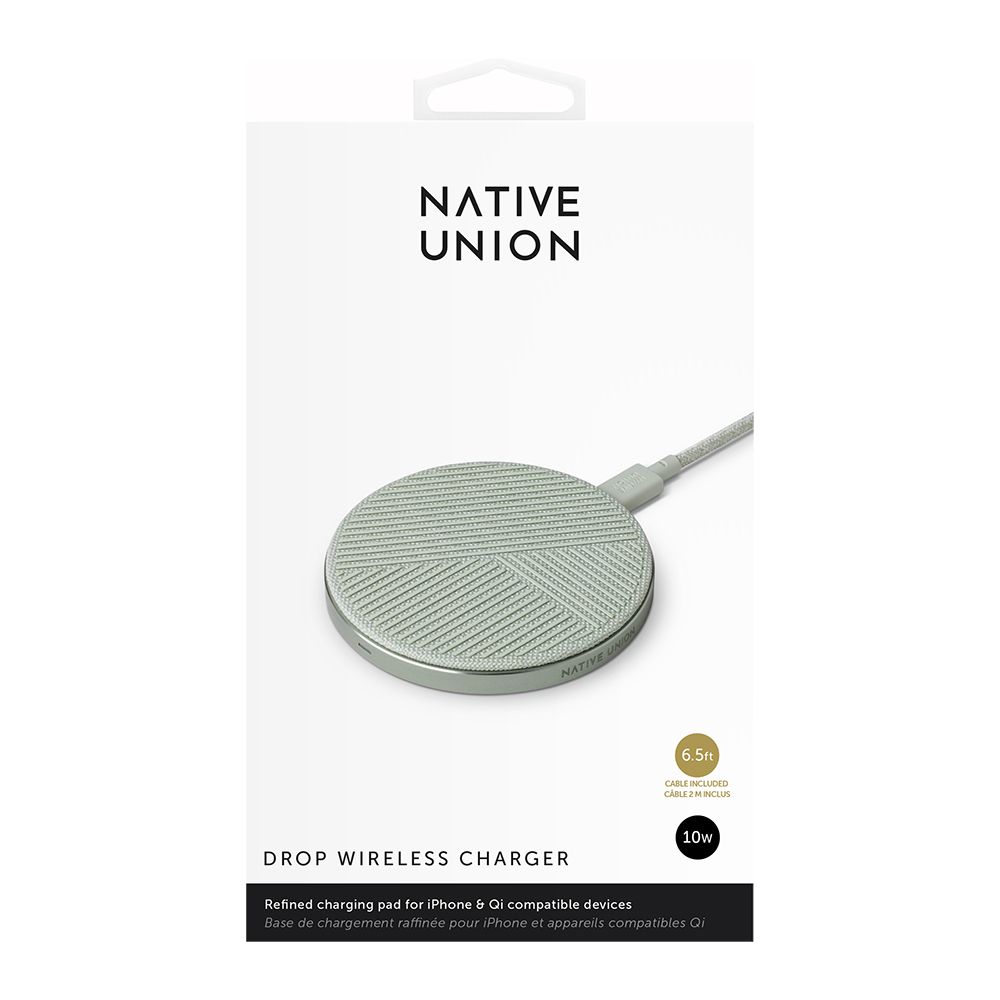 NATIVE
UNION
NATIVE UNION
6.5ft
CABLE INCLUDED
CÂBLE 2 M INCLUS
10W
DROP WIRELESS CHARGER
Refined charging pad for iPhone & Qi compatible devices
Base de chargement raffinée pour iPhone et appareils compatibles Qi